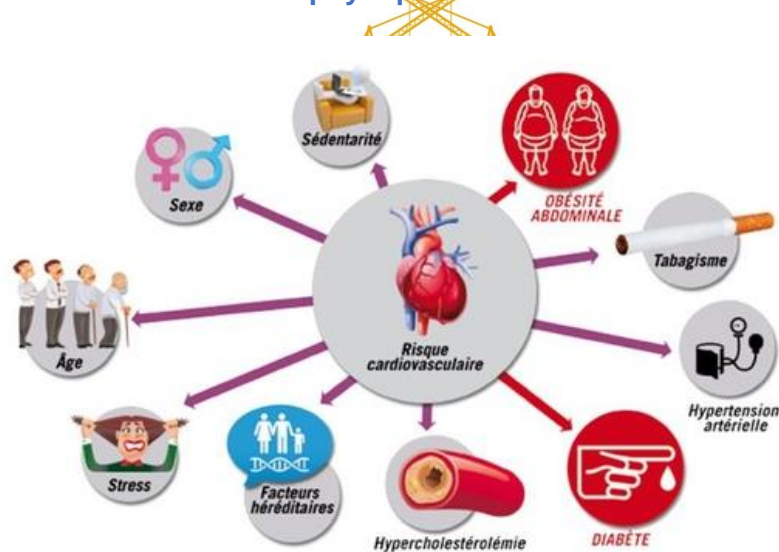 Sédentarité
OBÉSITÉ
ABDOMINALE
Sexe
Tabagisme
Âge
Risque
cardiovasculaire
Hypertension
artérielle
Stress
Facteurs
héréditaires
Hypercholestérolémie
DIABÈTE